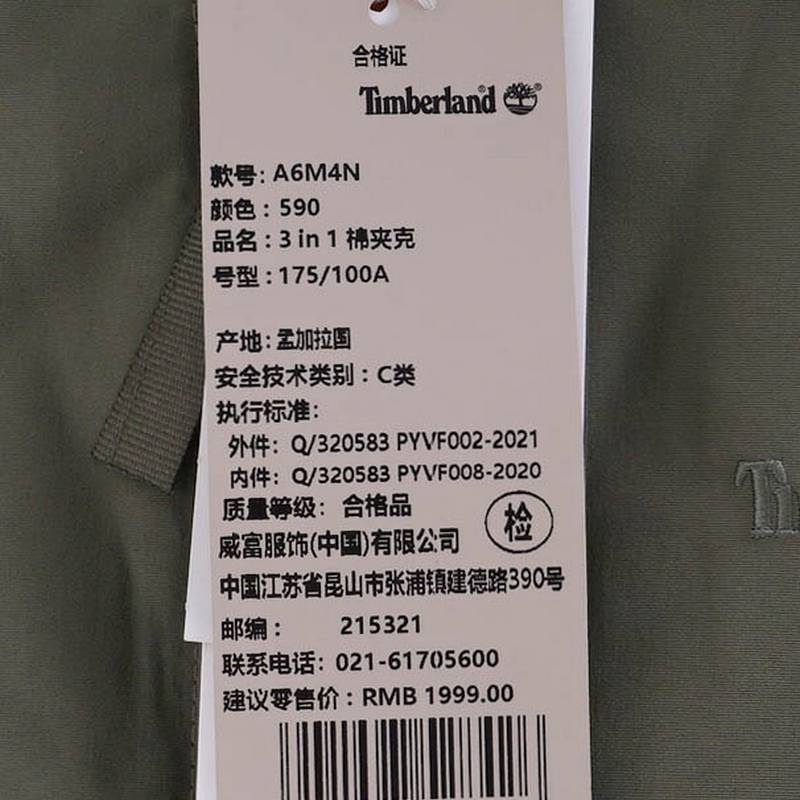 合格证
Timberland
款号: A6M4N
颜色: 590
品名: 3 in 1 棉夹克
号型: 175/100A
产地: 孟加拉国
安全技术类别: C类
执行标准:
外件: Q/320583 PYVF002-2021
内件: Q/320583 PYVF008-2020
质量等级: 合格品
检
威富服饰(中国)有限公司
中国江苏省昆山市张浦镇建德路390号
邮编: 215321
联系电话: 021-61705600
建议零售价: RMB 1999.00